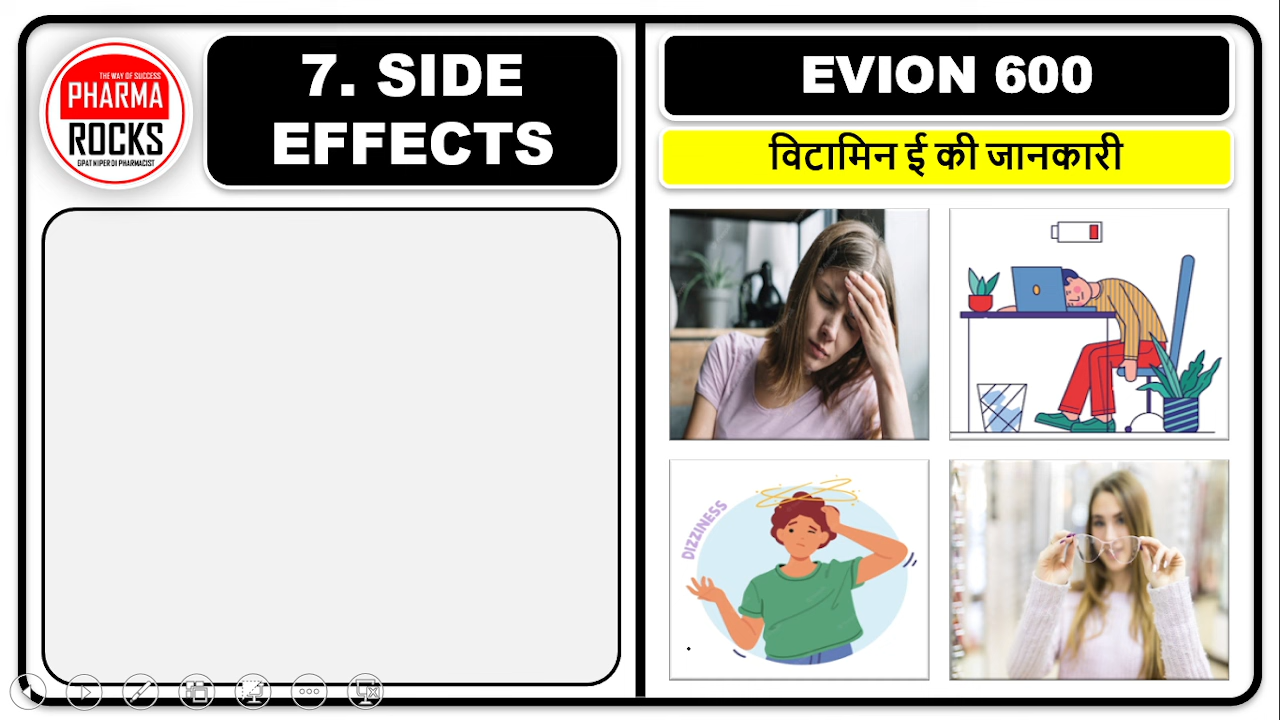 THE WAY OF SUCCESS
PHARMA
ROCKS
GPAT NIPER DI PHARMACIST
7. SIDE
EFFECTS
EVION 600
विटामिन ई की जानकारी
DIZZINESS